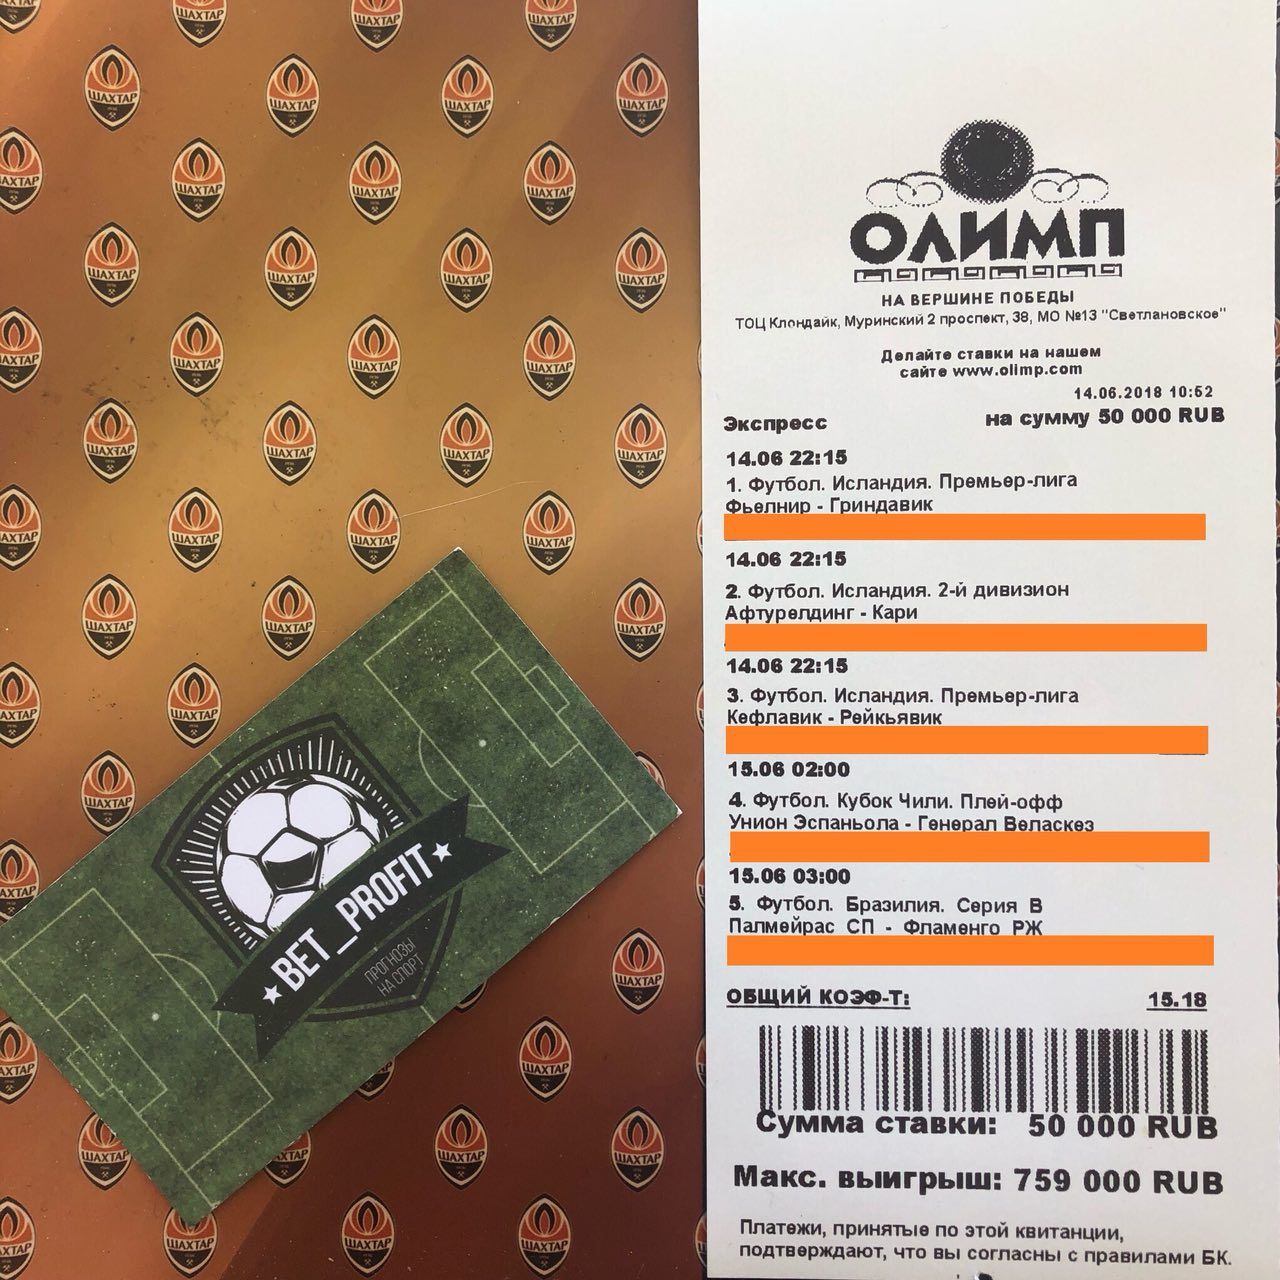 ШАХТАР
1936
BET_PROFIT
ПРОГНОЗЫ
НА СПОРТ
ОЛИМП
НА ВЕРШИНЕ ПОБЕДЫ
ТОЦ Клондайк, Муринский 2 проспект, 38, МО №13 "Светлановское"
Делайте ставки на нашем
сайте www.olimp.com
14.06.2018 10:52
Экспресс на сумму 50 000 RUB
14.06 22:15
1. Футбол. Исландия. Премьер-лига
Фьелнир - Гриндавик
14.06 22:15
2. Футбол. Исландия. 2-й дивизион
Афтурелдинг - Кари
14.06 22:15
3. Футбол. Исландия. Премьер-лига
Кефлавик - Рейкьявик
15.06 02:00
4. Футбол. Кубок Чили. Плей-офф
Унион Эспаньола - Генерал Веласкез
15.06 03:00
5. Футбол. Бразилия. Серия В
Палмейрас СП - Фламенго РЖ
ОБЩИЙ КОЭФ-Т: 15.18
Сумма ставки: 50 000 RUB
Макс. выигрыш: 759 000 RUB
Платежи, принятые по этой квитанции,
подтверждают, что вы согласны с правилами БК.